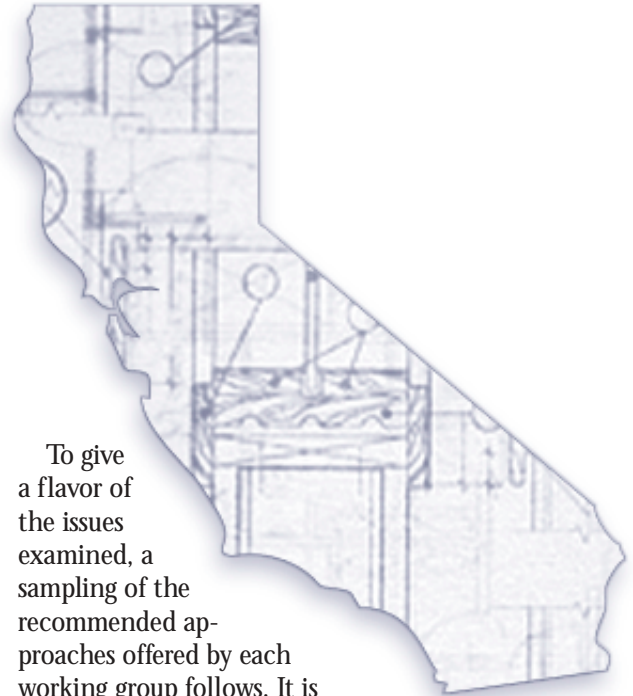 To give
a flavor of
the issues
examined, a
sampling of the
recommended ap-
proaches offered by each
working group follows. It is